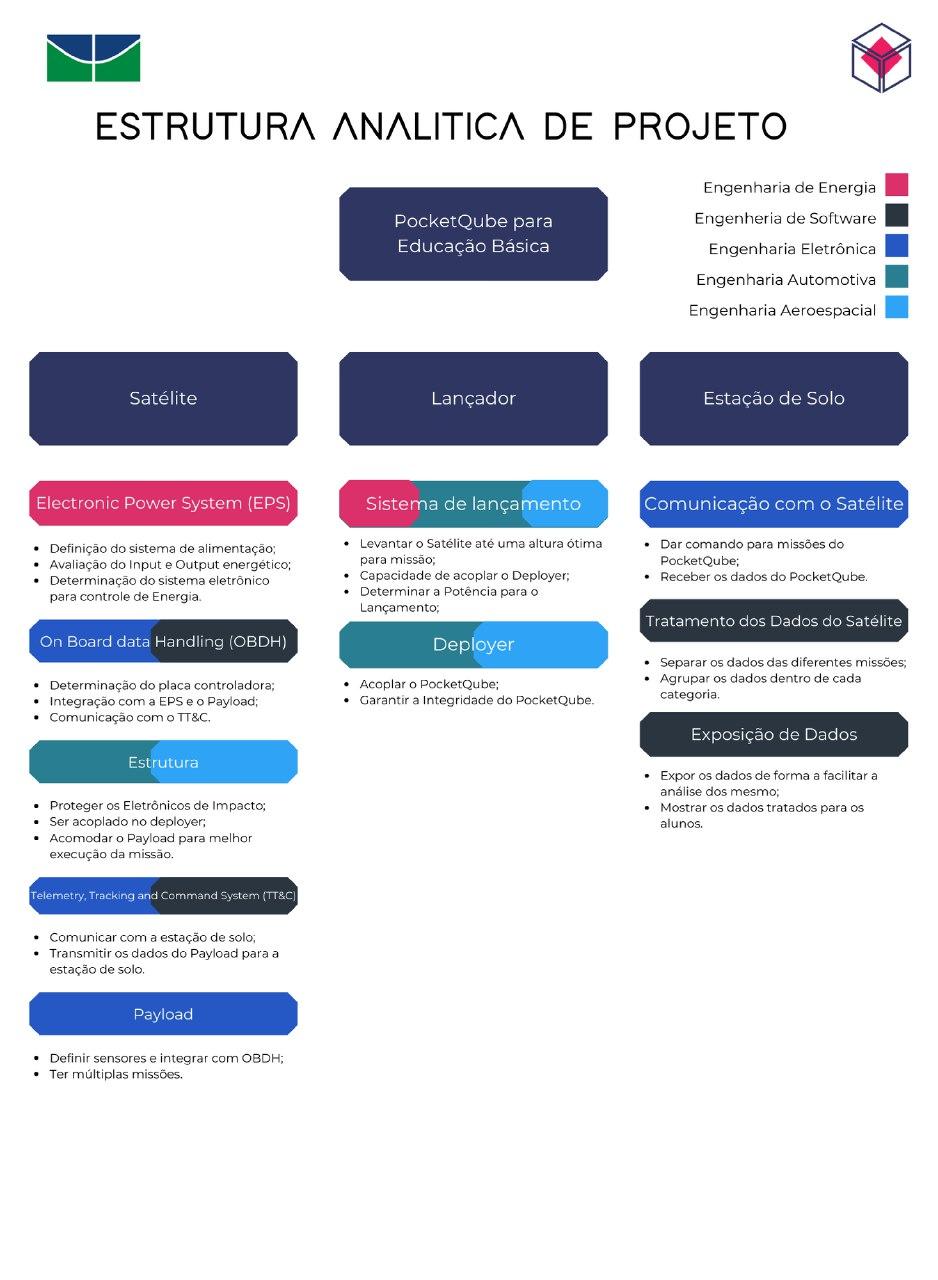 ESTRUTURA ANALITICA DE PROJETO
PocketQube para
Educação Básica
Engenharia de Energia
Engenheria de Software
Engenharia Eletrônica
Engenharia Automotiva
Engenharia Aeroespacial
Satélite
Lançador
Estação de Solo
Electronic Power System (EPS)
• Definição do sistema de alimentação;
• Avaliação do Input e Output energético;
• Determinação do sistema eletrônico
para controle de Energia.
On Board data Handling (OBDH)
• Determinação do placa controladora;
• Integração com a EPS e o Payload;
• Comunicação com o TT&C.
Estrutura
• Proteger os Eletrônicos de Impacto;
• Ser acoplado no deployer;
• Acomodar o Payload para melhor
execução da missão.
Telemetry, Tracking and Command System (TT&C)
• Comunicar com a estação de solo;
• Transmitir os dados do Payload para a
estação de solo.
Payload
• Definir sensores e integrar com OBDH;
• Ter múltiplas missões.
Sistema de lançamento
• Levantar o Satélite até uma altura ótima
para missão;
• Capacidade de acoplar o Deployer;
• Determinar a Potência para o
Lançamento;
Deployer
• Acoplar o PocketQube;
• Garantir a Integridade do PocketQube.
Comunicação com o Satélite
• Dar comando para missões do
PocketQube;
• Receber os dados do PocketQube.
Tratamento dos Dados do Satélite
• Separar os dados das diferentes missões;
• Agrupar os dados dentro de cada
categoria.
Exposição de Dados
• Expor os dados de forma a facilitar a
análise dos mesmo;
• Mostrar os dados tratados para os
alunos.